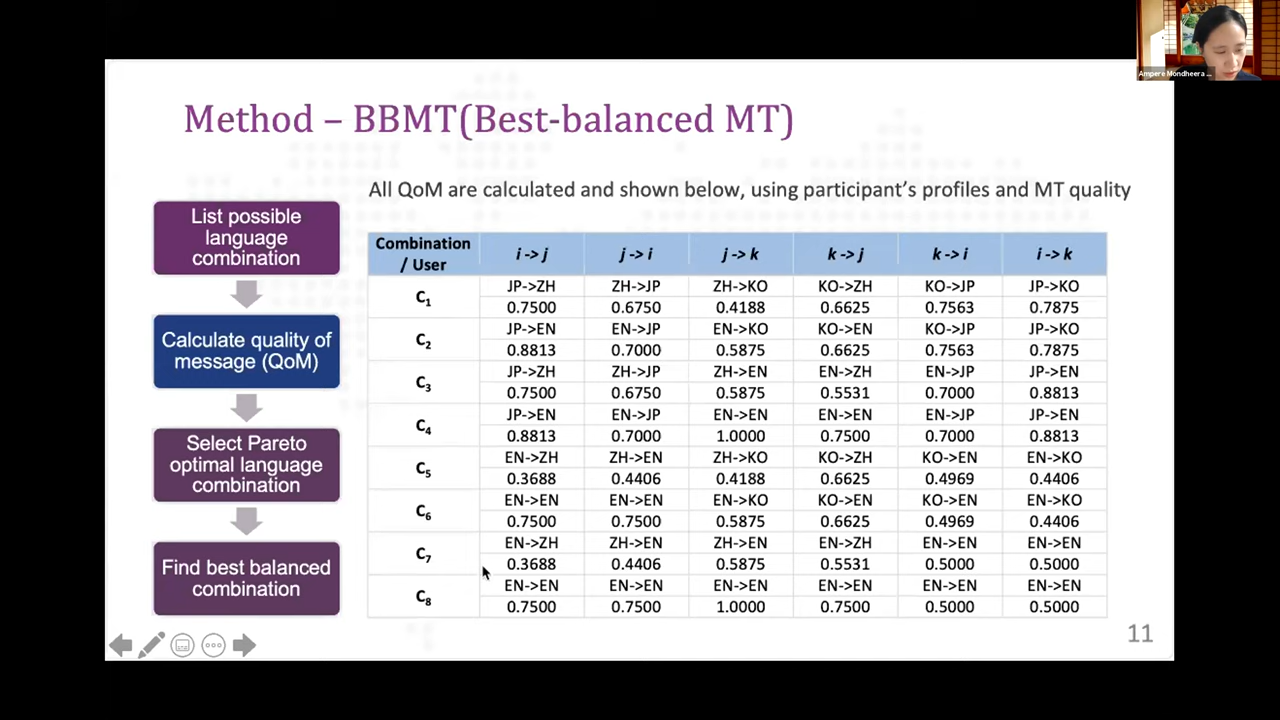 Ampere Mondheera ...
Method – BBMT(Best-balanced MT)
All QoM are calculated and shown below, using participant's profiles and MT quality
List possible
language
combination
Calculate quality of
message (QoM)
Select Pareto
optimal language
combination
Find best balanced
combination
Combination
/ User
i -> j
j -> i
j -> k
k -> j
k -> i
i -> k
C1
JP->ZH ZH->JP ZH->KO KO->ZH KO->JP JP->KO
0.7500 0.6750 0.4188 0.6625 0.7563 0.7875
C2
JP->EN EN->JP EN->KO KO->EN KO->JP JP->KO
0.8813 0.7000 0.5875 0.6625 0.7563 0.7875
C3
JP->ZH ZH->JP ZH->EN EN->ZH EN->JP JP->EN
0.7500 0.6750 0.5875 0.5531 0.7000 0.8813
C4
JP->EN EN->JP EN->EN EN->EN EN->JP JP->EN
0.8813 0.7000 1.0000 0.7500 0.7000 0.8813
C5
EN->ZH ZH->EN ZH->KO KO->ZH KO->EN EN->KO
0.3688 0.4406 0.4188 0.6625 0.4969 0.4406
C6
EN->EN EN->EN EN->KO KO->EN KO->EN EN->KO
0.7500 0.7500 0.5875 0.6625 0.4969 0.4406
C7
EN->ZH ZH->EN ZH->EN EN->ZH EN->EN EN->EN
0.3688 0.4406 0.5875 0.5531 0.5000 0.5000
C8
EN->EN EN->EN EN->EN EN->EN EN->EN EN->EN
0.7500 0.7500 1.0000 0.7500 0.5000 0.5000
11